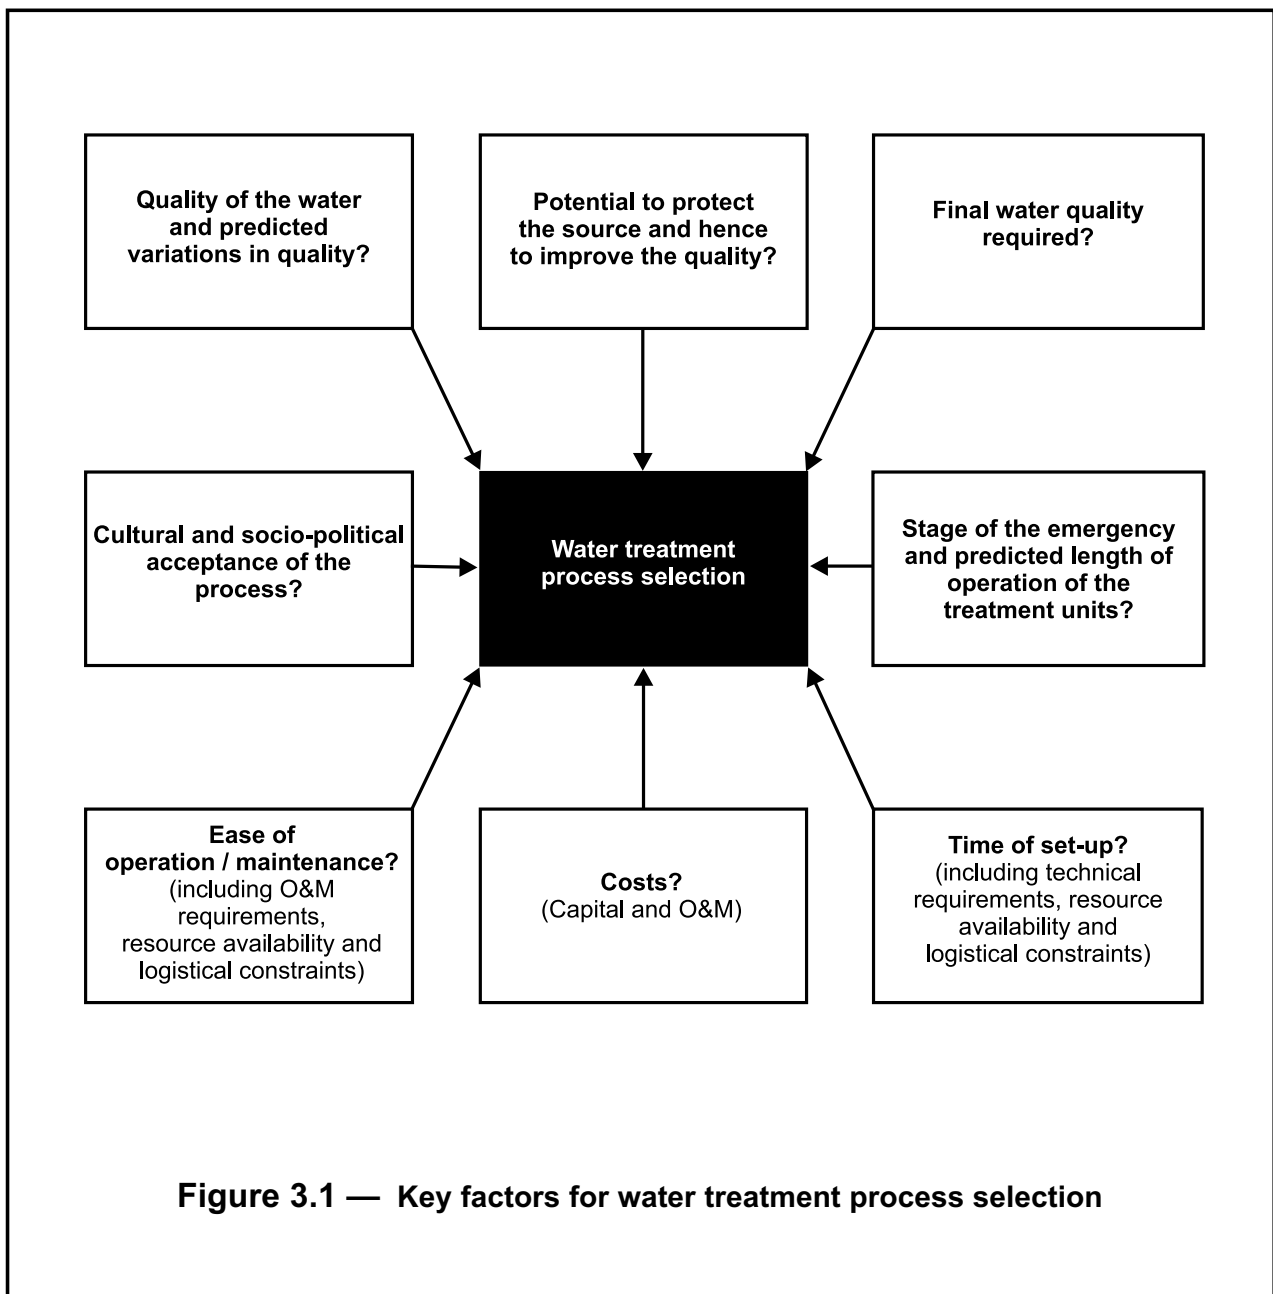 Quality of the water
and predicted
variations in quality?
Potential to protect
the source and hence
to improve the quality?
Final water quality
required?
Cultural and socio-political
acceptance of the
process?
Water treatment
process selection
Stage of the emergency
and predicted length of
operation of the
treatment units?
Ease of
operation / maintenance?
(including O&M
requirements,
resource availability and
logistical constraints)
Costs?
(Capital and O&M)
Time of set-up?
(including technical
requirements, resource
availability and
logistical constraints)
Figure 3.1 — Key factors for water treatment process selection